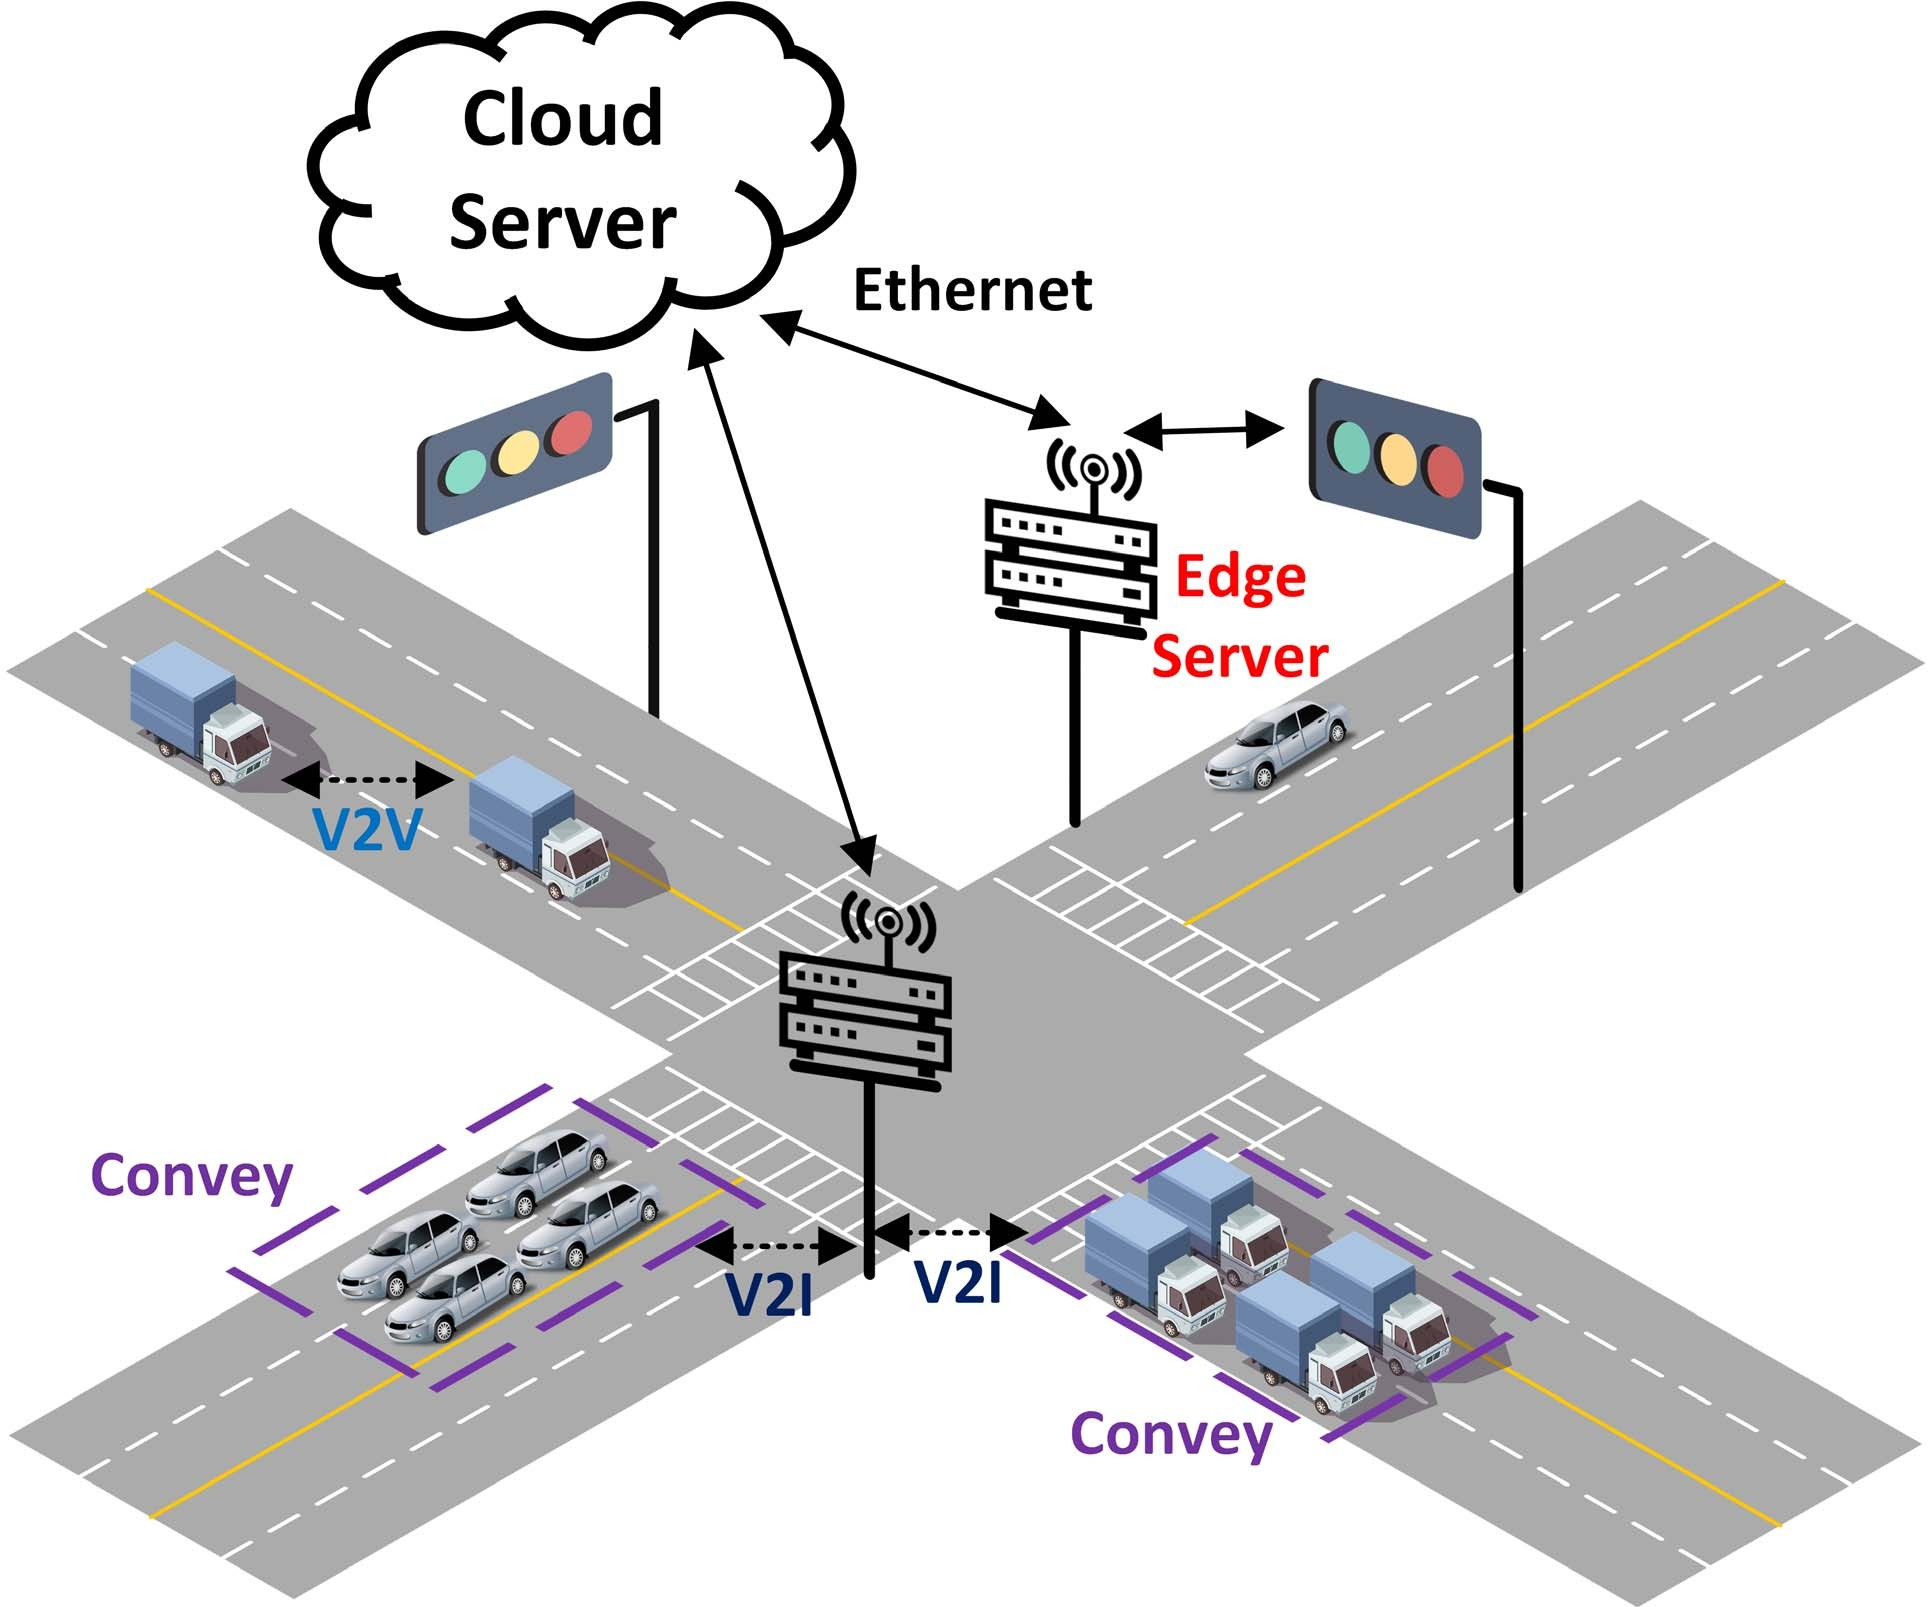 Cloud
Server
Ethernet
Edge
Server
V2V
Convey
V2I
V2I
Convey